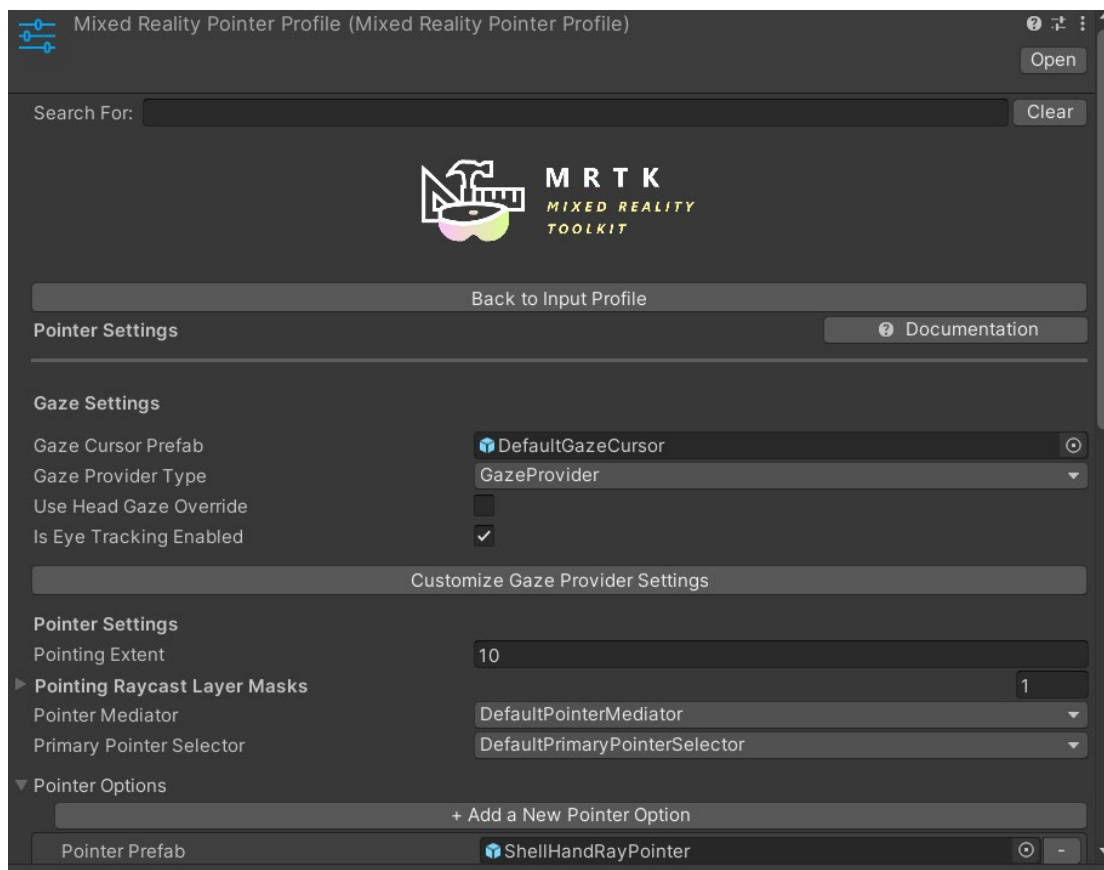 Mixed Reality Pointer Profile (Mixed Reality Pointer Profile)
Open
Search For:
Clear
MRTK
MIXED REALITY
TOOLKIT
Back to Input Profile
Pointer Settings
Documentation
Gaze Settings
Gaze Cursor Prefab DefaultGazeCursor
Gaze Provider Type GazeProvider
Use Head Gaze Override
Is Eye Tracking Enabled
Customize Gaze Provider Settings
Pointer Settings
Pointing Extent 10
Pointing Raycast Layer Masks 1
Pointer Mediator DefaultPointerMediator
Primary Pointer Selector DefaultPrimaryPointerSelector
Pointer Options
+ Add a New Pointer Option
Pointer Prefab ShellHandRayPointer -